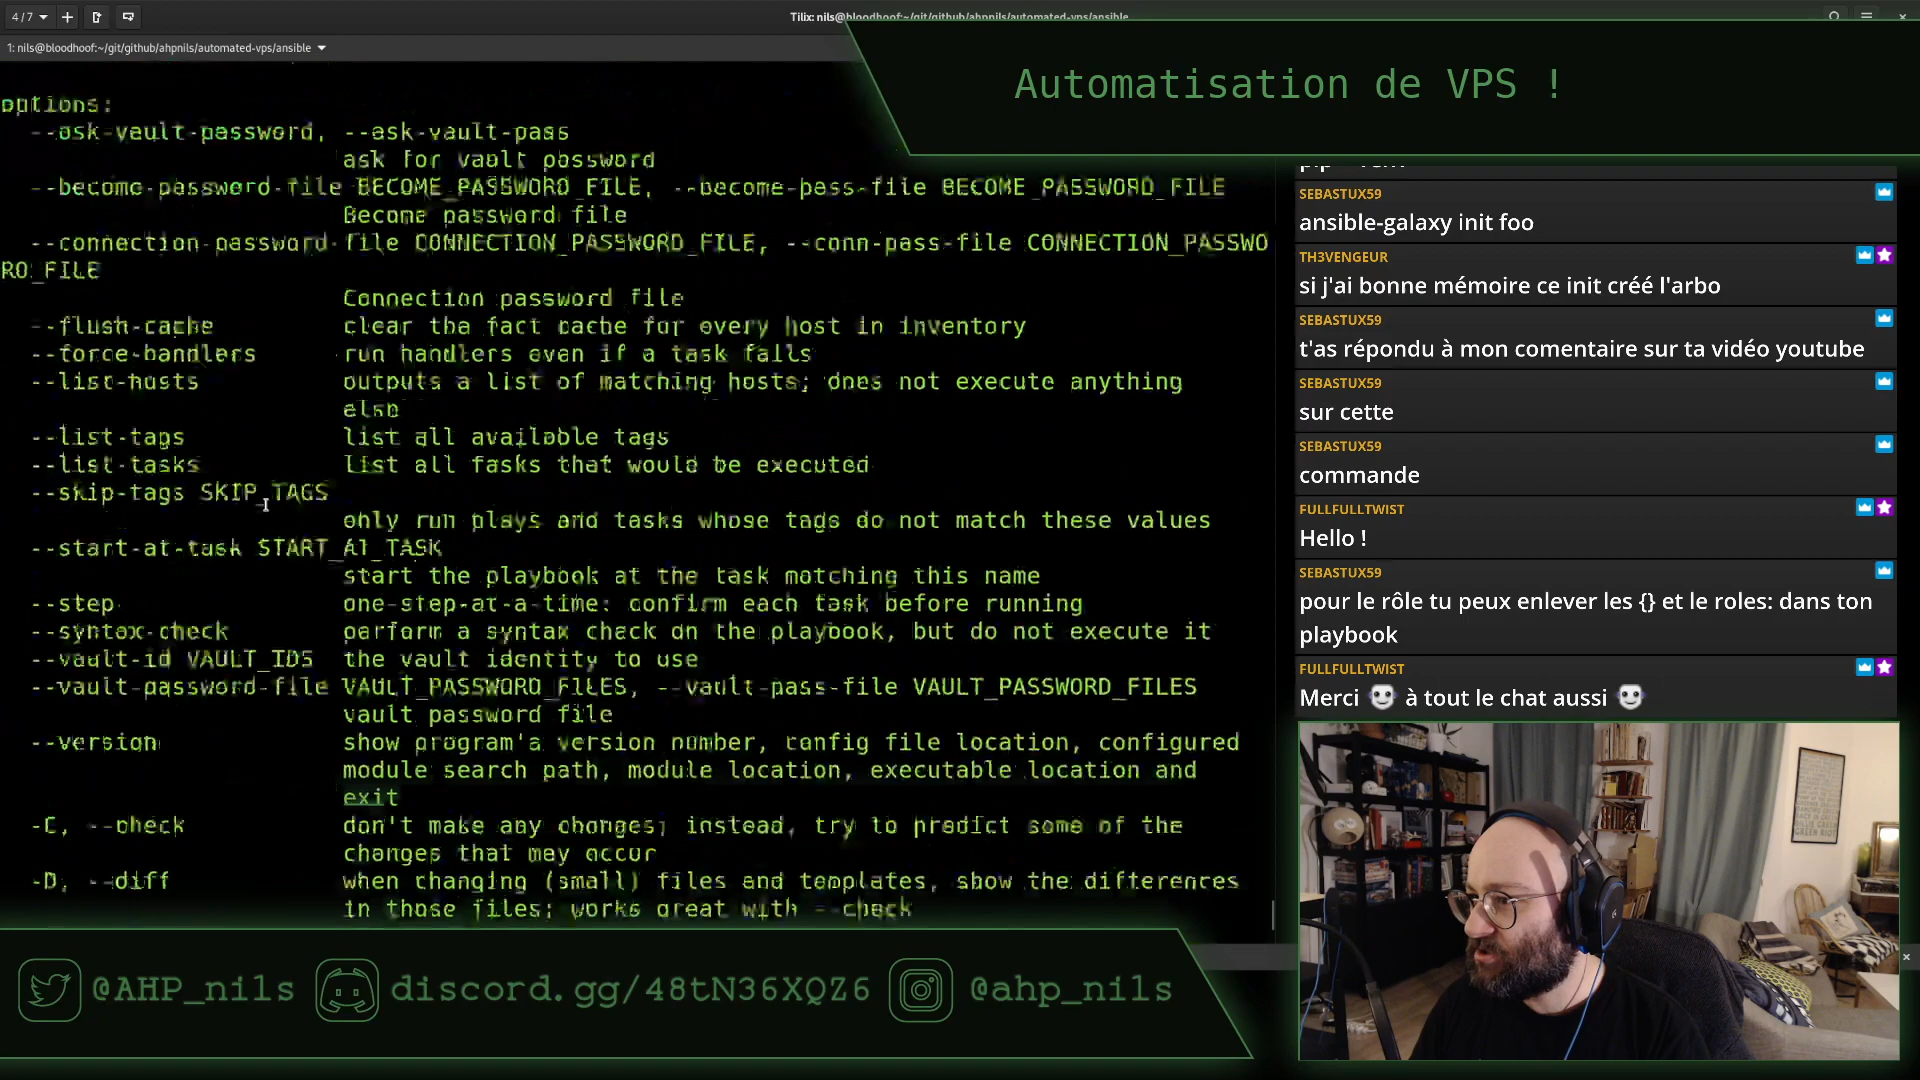 4 / 7
Tilix: nils@bloodhoof:~/git/github/ahpnils/automated-vps/ansible
1: nils@bloodhoof:~/git/github/ahpnils/automated-vps/ansible
Automatisation de VPS !
options:
--ask-vault-password, --ask-vault-pass
ask for vault password
--become-password-file BECOME_PASSWORD_FILE, --become-pass-file BECOME_PASSWORD_FILE
Become password file
--connection-password-file CONNECTION_PASSWORD_FILE, --conn-pass-file CONNECTION_PASSWO
RD_FILE
Connection password file
--flush-cache clear the fact cache for every host in inventory
--force-handlers run handlers even if a task fails
--list-hosts outputs a list of matching hosts; does not execute anything
else
--list-tags list all available tags
--list-tasks list all tasks that would be executed
--skip-tags SKIP_TAGS
only run plays and tasks whose tags do not match these values
--start-at-task START_AT_TASK
start the playbook at the task matching this name
--step one-step-at-a-time: confirm each task before running
--syntax-check perform a syntax check on the playbook, but do not execute it
--vault-id VAULT_IDS the vault identity to use
--vault-password-file VAULT_PASSWORD_FILES, --vault-pass-file VAULT_PASSWORD_FILES
vault password file
--version show program's version number, config file location, configured
module search path, module location, executable location and
exit
-C, --check don't make any changes; instead, try to predict some of the
changes that may occur
-D, --diff when changing (small) files and templates, show the differences
in those files; works great with --check
SEBASTUX59
ansible-galaxy init foo
TH3VENGEUR
si j'ai bonne mémoire ce init créé l'arbo
SEBASTUX59
t'as répondu à mon comentaire sur ta vidéo youtube
SEBASTUX59
sur cette
SEBASTUX59
commande
FULLFULLTWIST
Hello !
SEBASTUX59
pour le rôle tu peux enlever les {} et le roles: dans ton
playbook
FULLFULLTWIST
Merci à tout le chat aussi
@AHP_nils discord.gg/48tN36XQZ6 @ahp_nils